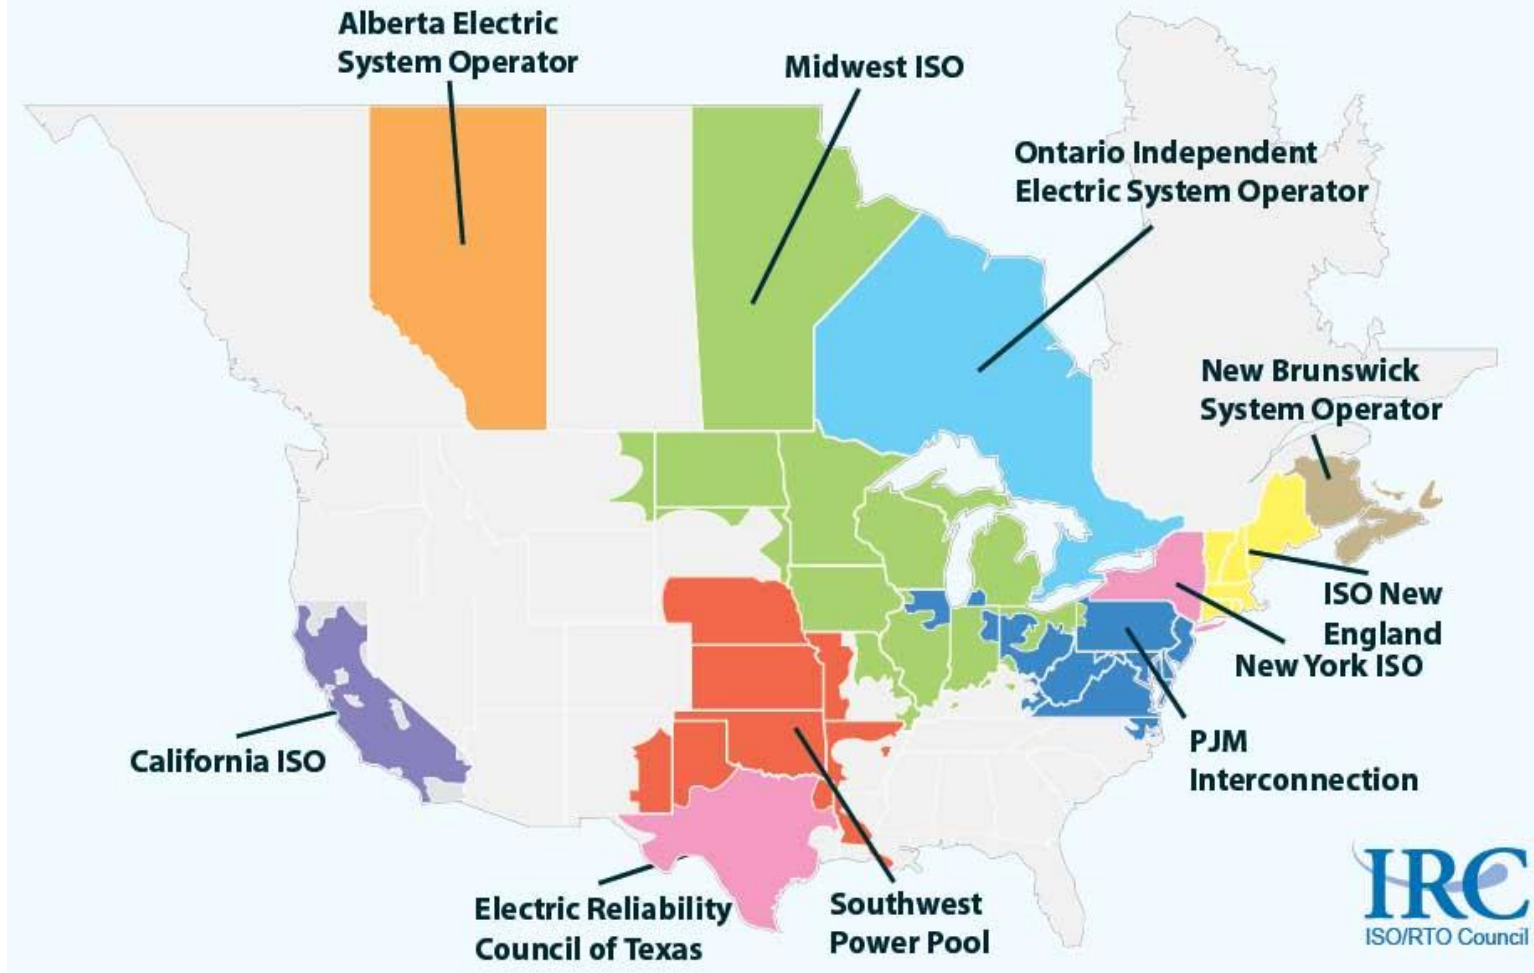 Alberta Electric
System Operator
Midwest ISO
Ontario Independent
Electric System Operator
New Brunswick
System Operator
ISO New
England
New York ISO
PJM
Interconnection
California ISO
Electric Reliability
Council of Texas
Southwest
Power Pool
IRC
ISO/RTO Council